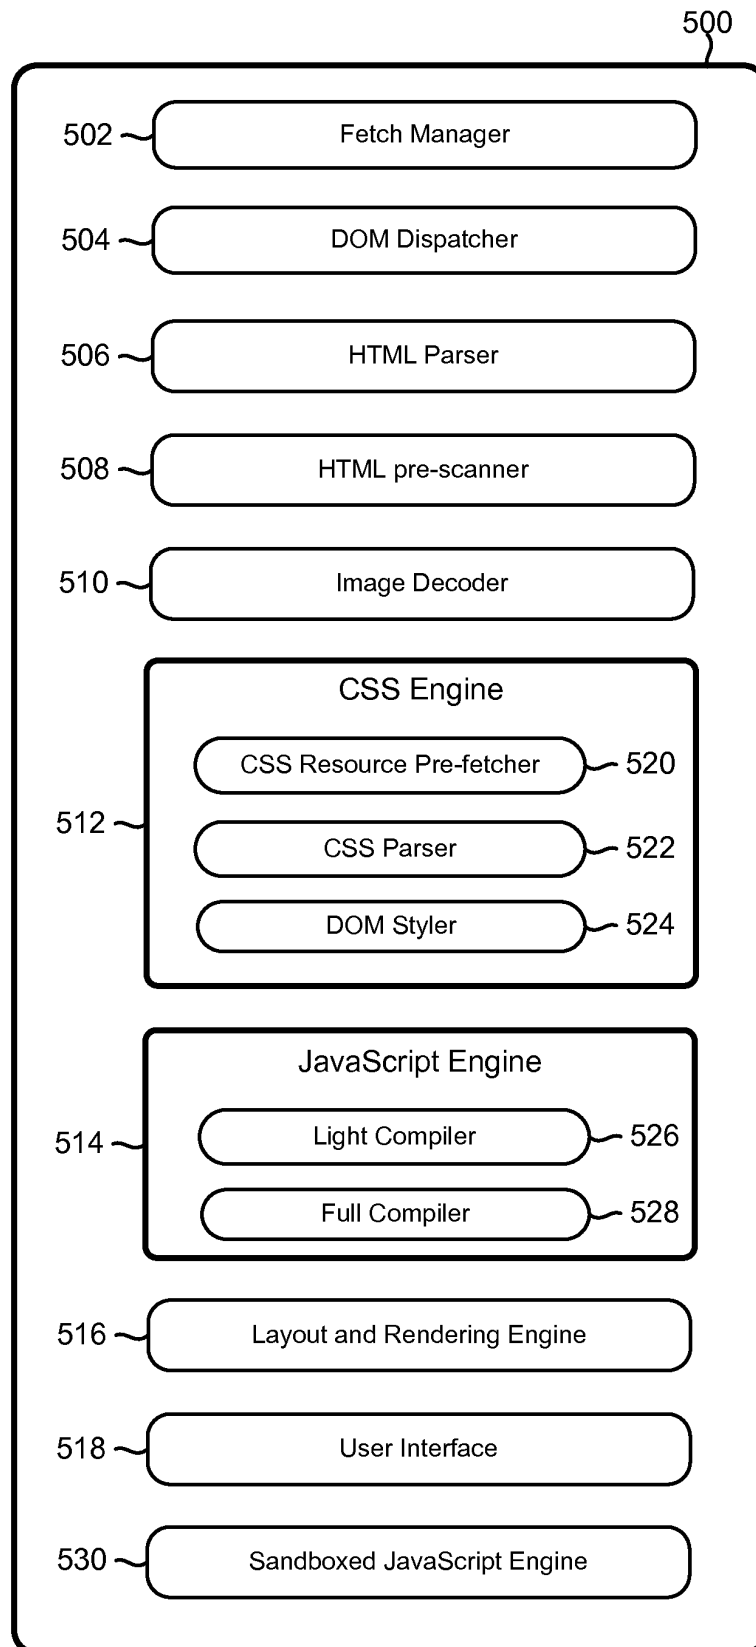 500
502 Fetch Manager
504 DOM Dispatcher
506 HTML Parser
508 HTML pre-scanner
510 Image Decoder
CSS Engine
CSS Resource Pre-fetcher 520
512
CSS Parser 522
DOM Styler 524
JavaScript Engine
Light Compiler 526
514
Full Compiler 528
516 Layout and Rendering Engine
518 User Interface
530 Sandboxed JavaScript Engine